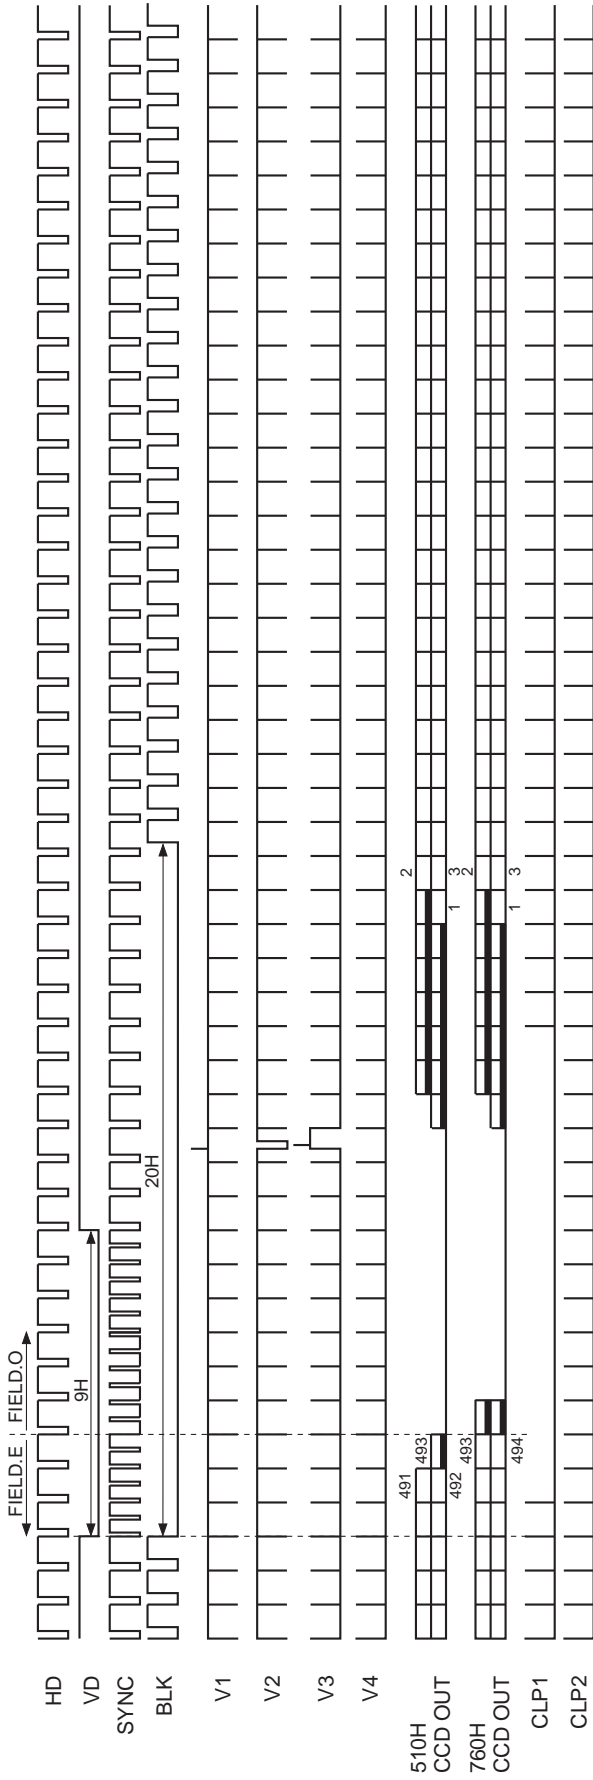 FIELD.E
FIELD.O
HD
VD
9H
SYNC
BLK
20H
V1
V2
V3
V4
510H
CCD OUT
491
493
2
492
1
3
760H
CCD OUT
493
2
494
1
3
CLP1
CLP2